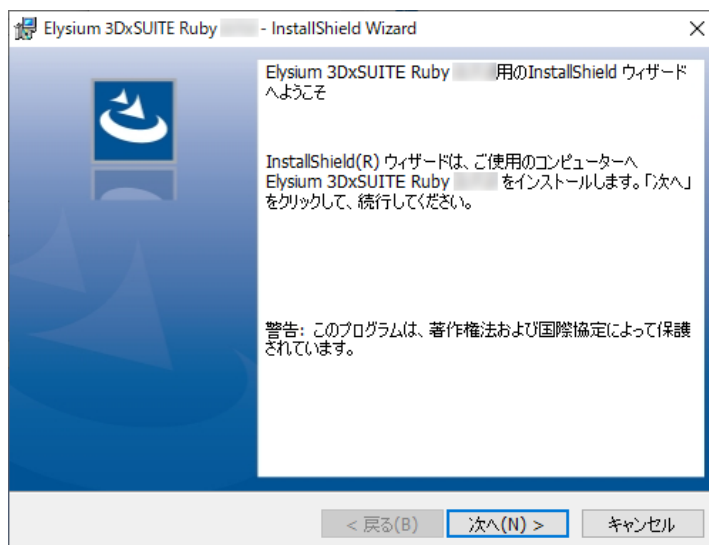 Elysium 3DxSUITE Ruby - InstallShield Wizard
Elysium 3DxSUITE Ruby 用のInstallShield ウィザード
へようこそ
InstallShield(R) ウィザードは、ご使用のコンピューターへ
Elysium 3DxSUITE Ruby をインストールします。「次へ」
をクリックして、続行してください。
警告: このプログラムは、著作権法および国際協定によって保護
されています。
< 戻る(B) 次へ(N) > キャンセル